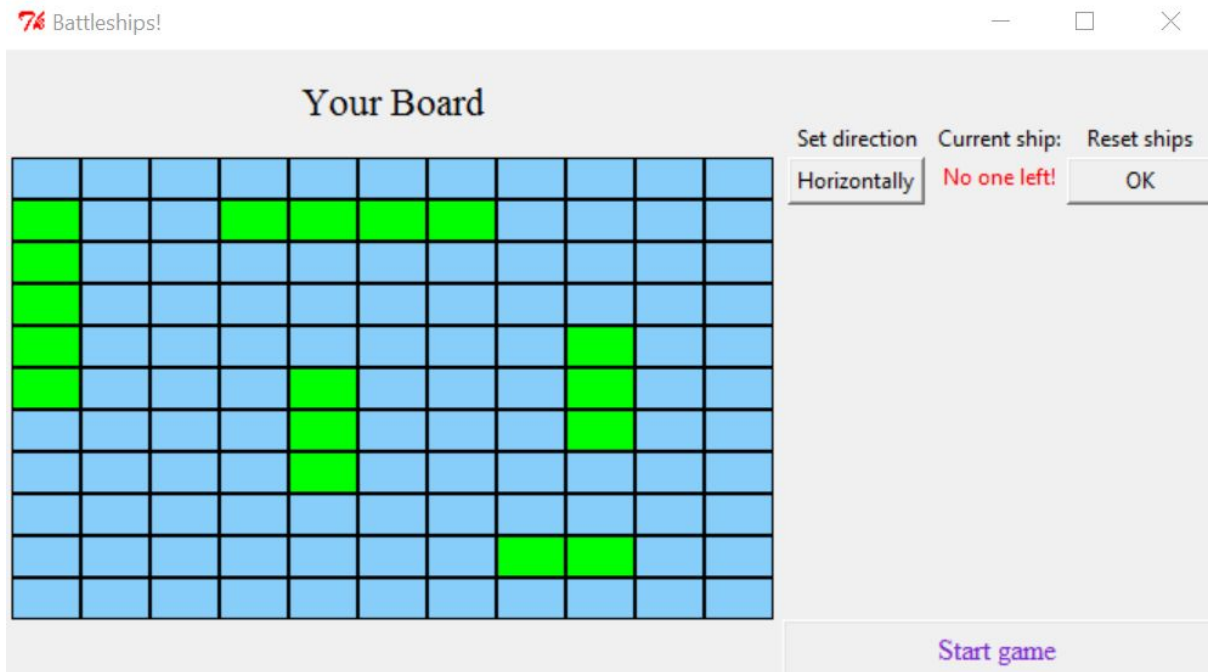 Battleships!
Your Board
Set direction
Current ship:
Reset ships
Horizontally
No one left!
OK
Start game